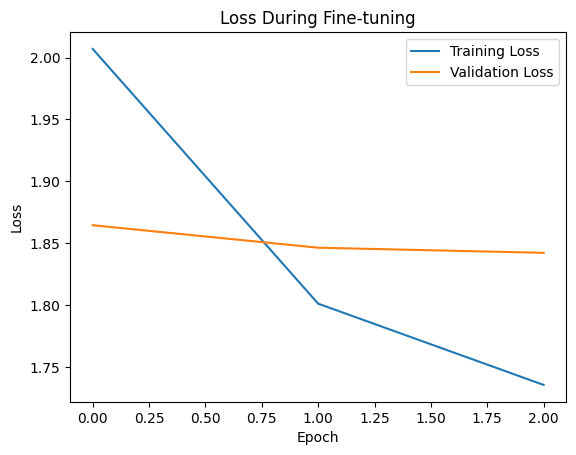 Loss During Fine-tuning
Training Loss
Validation Loss
Loss
2.00
1.95
1.90
1.85
1.80
1.75
0.00 0.25 0.50 0.75 1.00 1.25 1.50 1.75 2.00
Epoch